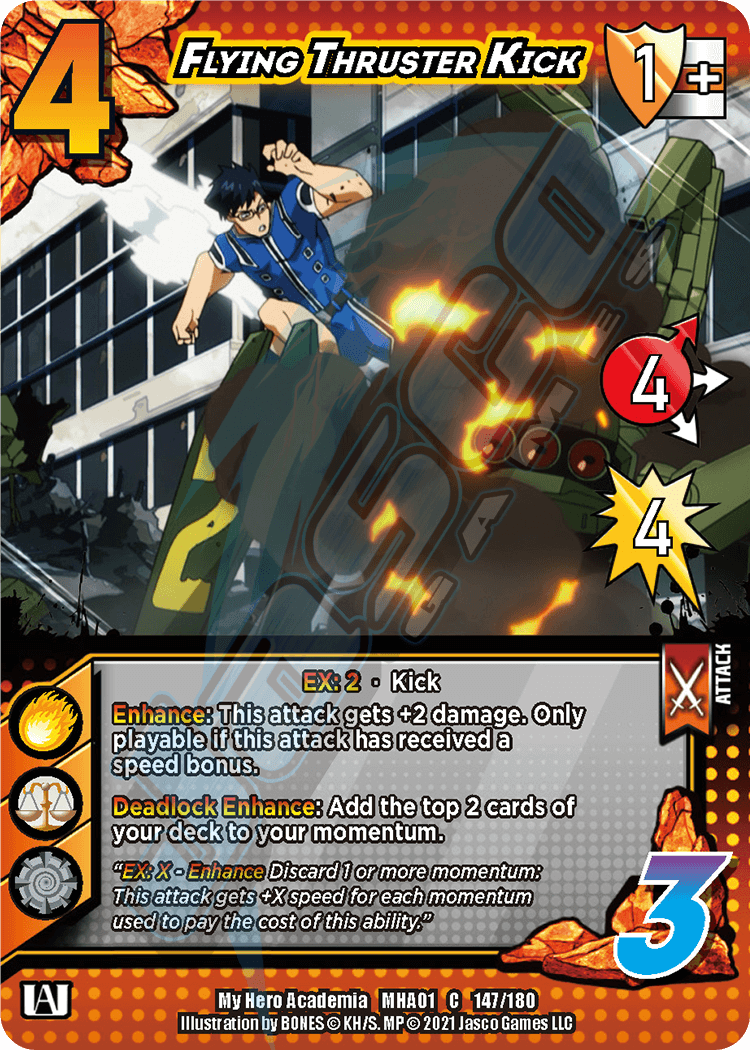 4
FLYING THRUSTER KICK
1 +
4
4
ATTACK
EX: 2 · Kick
Enhance: This attack gets +2 damage. Only
playable if this attack has received a
speed bonus.
Deadlock Enhance: Add the top 2 cards of
your deck to your momentum.
“EX: X - Enhance Discard 1 or more momentum:
This attack gets +X speed for each momentum
used to pay the cost of this ability.”
3
UA
My Hero Academia MHA01 C 147/180
Illustration by BONES © KH/S. MP © 2021 Jasco Games LLC